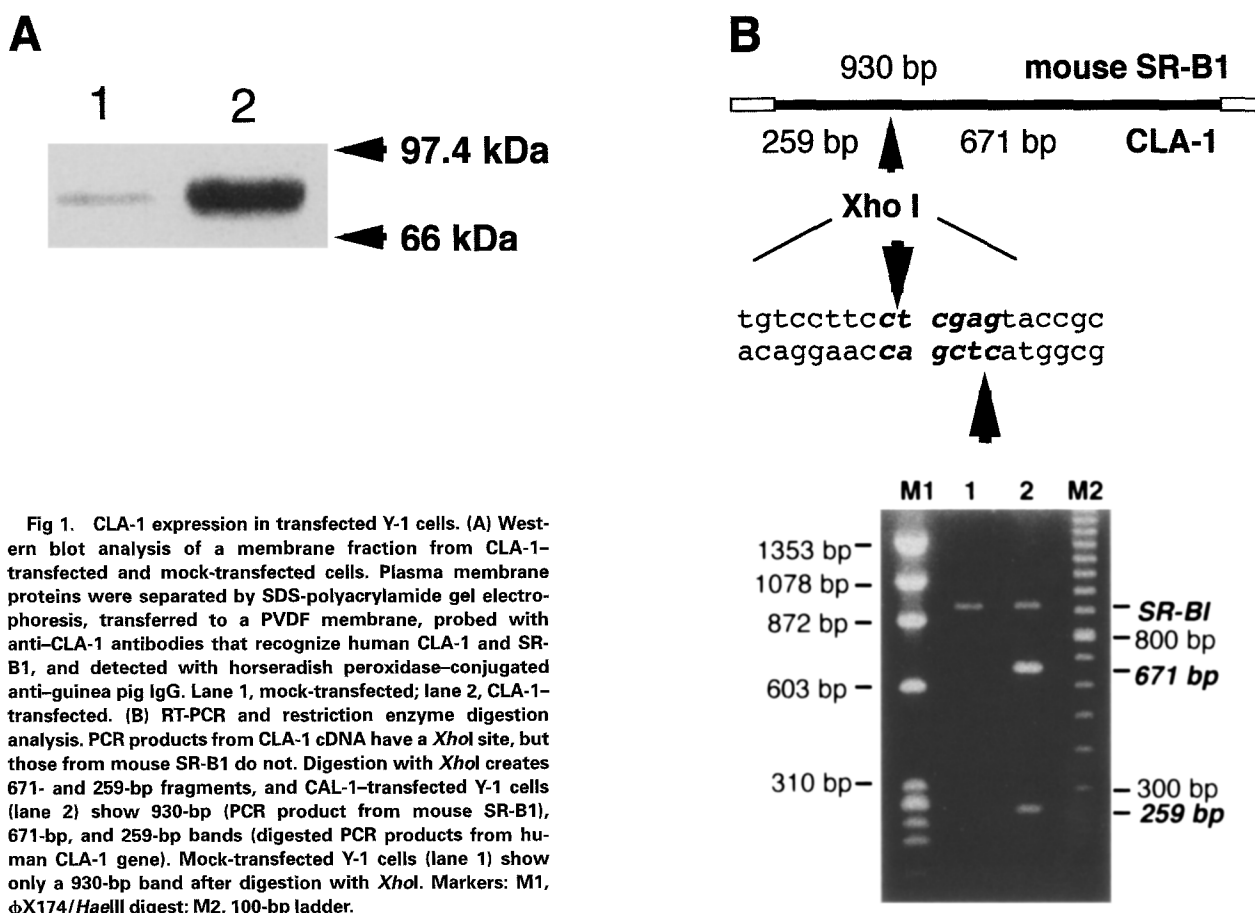 A
1 2
97.4 kDa
66 kDa
Fig 1. CLA-1 expression in transfected Y-1 cells. (A) West-
ern blot analysis of a membrane fraction from CLA-1–
transfected and mock-transfected cells. Plasma membrane
proteins were separated by SDS-polyacrylamide gel electro-
phoresis, transferred to a PVDF membrane, probed with
anti–CLA-1 antibodies that recognize human CLA-1 and SR-
B1, and detected with horseradish peroxidase–conjugated
anti–guinea pig IgG. Lane 1, mock-transfected; lane 2, CLA-1–
transfected. (B) RT-PCR and restriction enzyme digestion
analysis. PCR products from CLA-1 cDNA have a XhoI site, but
those from mouse SR-B1 do not. Digestion with XhoI creates
671- and 259-bp fragments, and CAL-1–transfected Y-1 cells
(lane 2) show 930-bp (PCR product from mouse SR-B1),
671-bp, and 259-bp bands (digested PCR products from hu-
man CLA-1 gene). Mock-transfected Y-1 cells (lane 1) show
only a 930-bp band after digestion with XhoI. Markers: M1,
ϕX174/HaeIII digest; M2, 100-bp ladder.
B
930 bp mouse SR-B1
259 bp 671 bp CLA-1
Xho I
tgtccttcct cgagtaccgc
acaggaacca gctcatggcg
M1 1 2 M2
1353 bp
1078 bp
872 bp
603 bp
310 bp
SR-BI
800 bp
671 bp
300 bp
259 bp